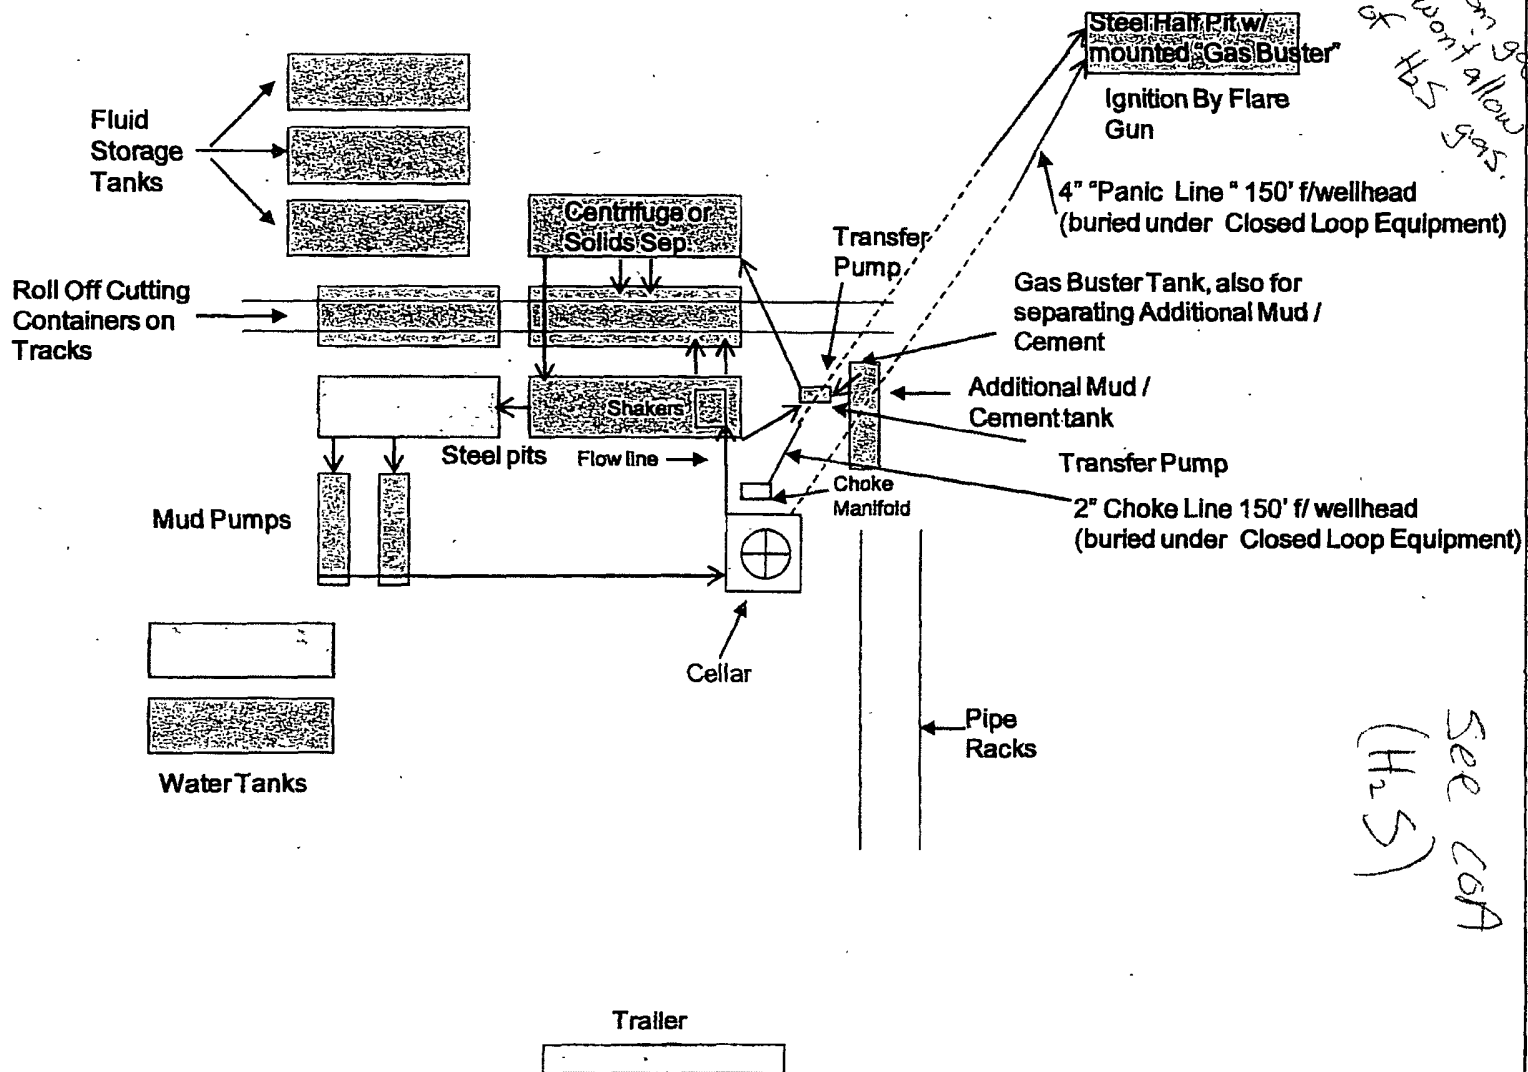 Steel Half Pit w/
mounted "Gas Buster"
Ignition By Flare
Gun
wont allow
of H2S gas.
Fluid
Storage
Tanks
4" "Panic Line " 150' f/wellhead
(buried under Closed Loop Equipment)
Centrifuge or
Solids Sep.
Transfer
Pump
Roll Off Cutting
Containers on
Tracks
Gas Buster Tank, also for
separating Additional Mud /
Cement
Additional Mud /
Cement tank
Shakers
Steel pits
Flow line
Transfer Pump
Choke
Manifold
2" Choke Line 150' f/ wellhead
(buried under Closed Loop Equipment)
Mud Pumps
Cellar
Pipe
Racks
Water Tanks
See COA
(H2S)
Trailer